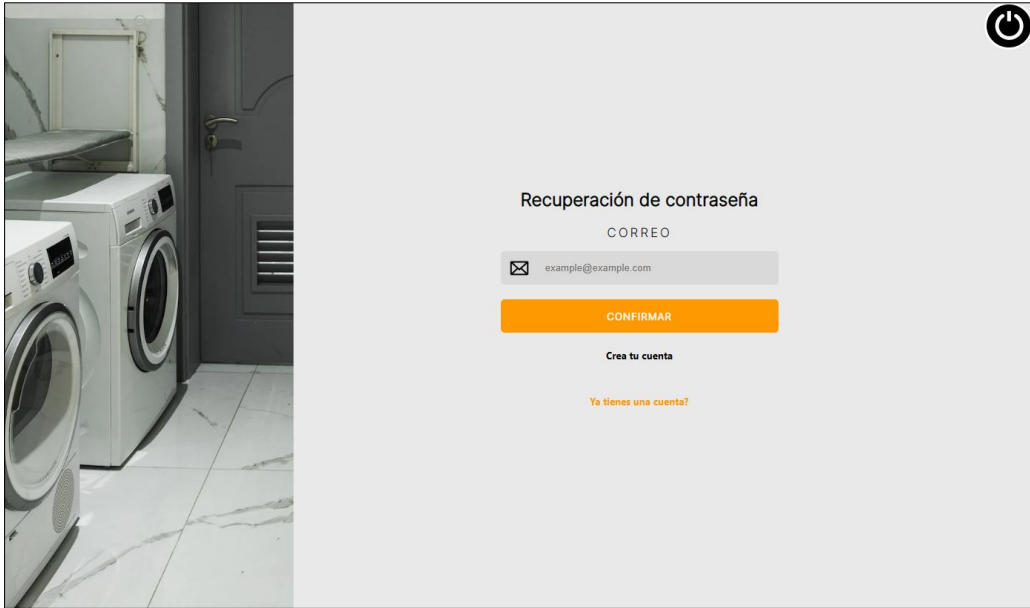 Recuperación de contraseña
CORREO
example@example.com
CONFIRMAR
Crea tu cuenta
Ya tienes una cuenta?